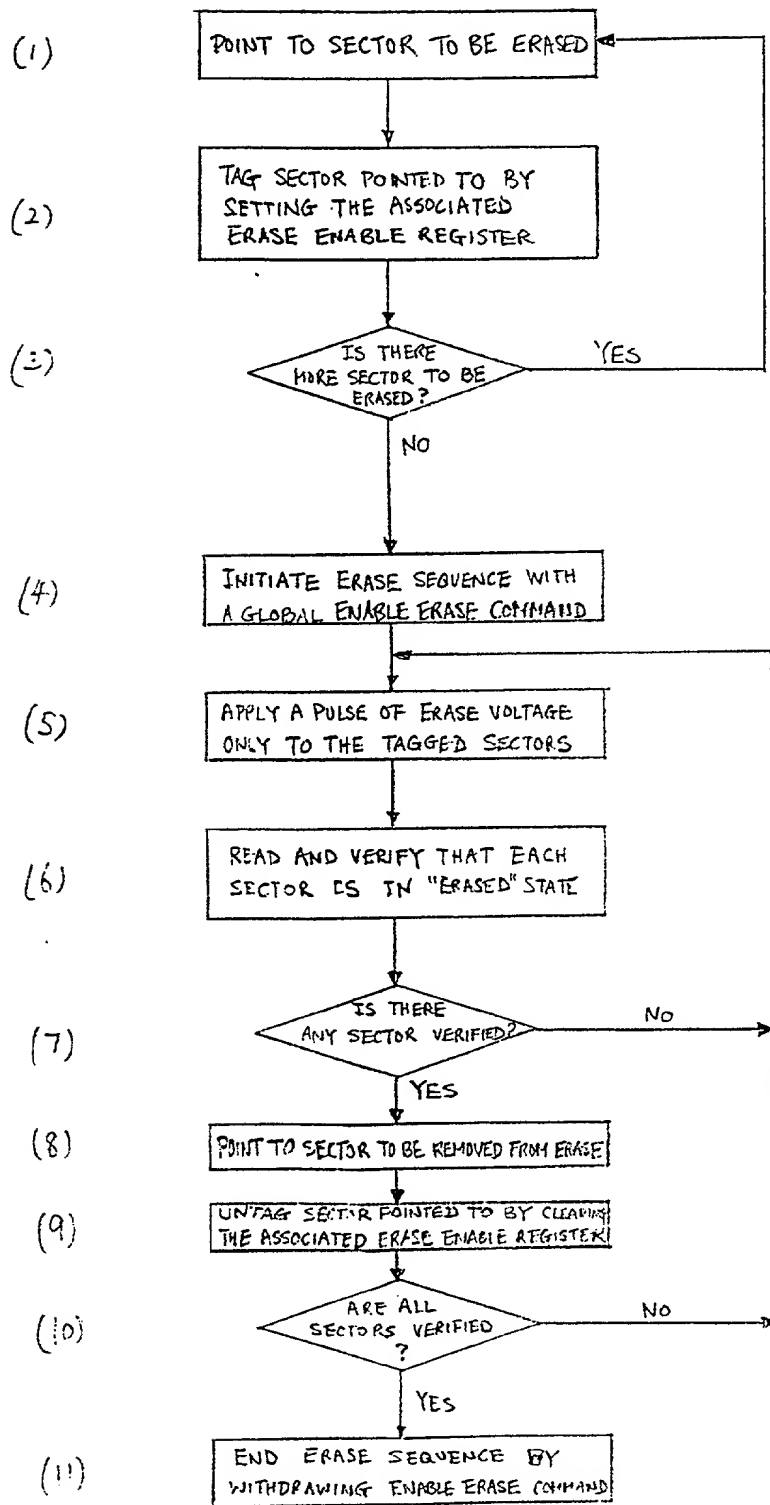 (1)
POINT TO SECTOR TO BE ERASED
(2)
TAG SECTOR POINTED TO BY
SETTING THE ASSOCIATED
ERASE ENABLE REGISTER
(3)
IS THERE
MORE SECTOR TO BE
ERASED?
YES
NO
(4)
INITIATE ERASE SEQUENCE WITH
A GLOBAL ENABLE ERASE COMMAND
(5)
APPLY A PULSE OF ERASE VOLTAGE
ONLY TO THE TAGGED SECTORS
(6)
READ AND VERIFY THAT EACH
SECTOR IS IN "ERASED" STATE
(7)
IS THERE
ANY SECTOR VERIFIED?
NO
YES
(8)
POINT TO SECTOR TO BE REMOVED FROM ERASE
(9)
UNTAG SECTOR POINTED TO BY CLEARING
THE ASSOCIATED ERASE ENABLE REGISTER
(10)
ARE ALL
SECTORS VERIFIED
?
NO
YES
(11)
END ERASE SEQUENCE BY
WITHDRAWING ENABLE ERASE COMMAND